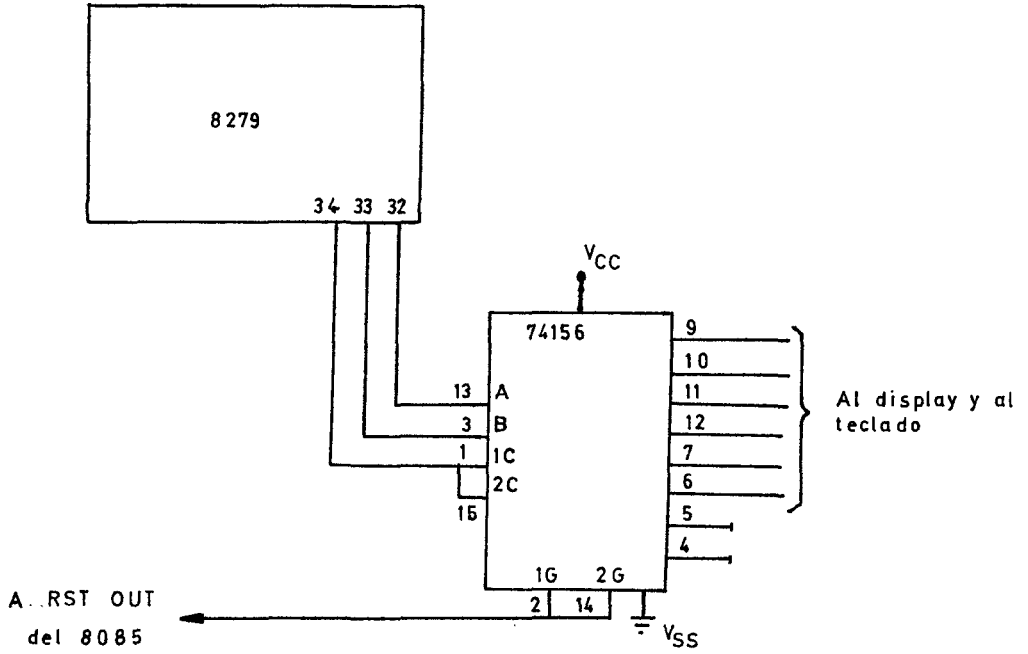 8279
34 33 32
VCC
74156
9
10
11
12
7
6
5
4
13 A
3 B
1 1C
2C
15
Al display y al
teclado
1G 2G
2 14
VSS
A..RST OUT
del 8085